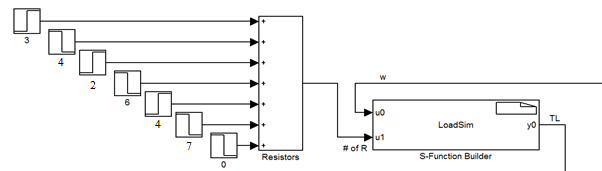 3
4
2
6
4
7
0
+
+
+
+
+
+
+
Resistors
w
u0
u1
LoadSim
y0
TL
# of R
S-Function Builder